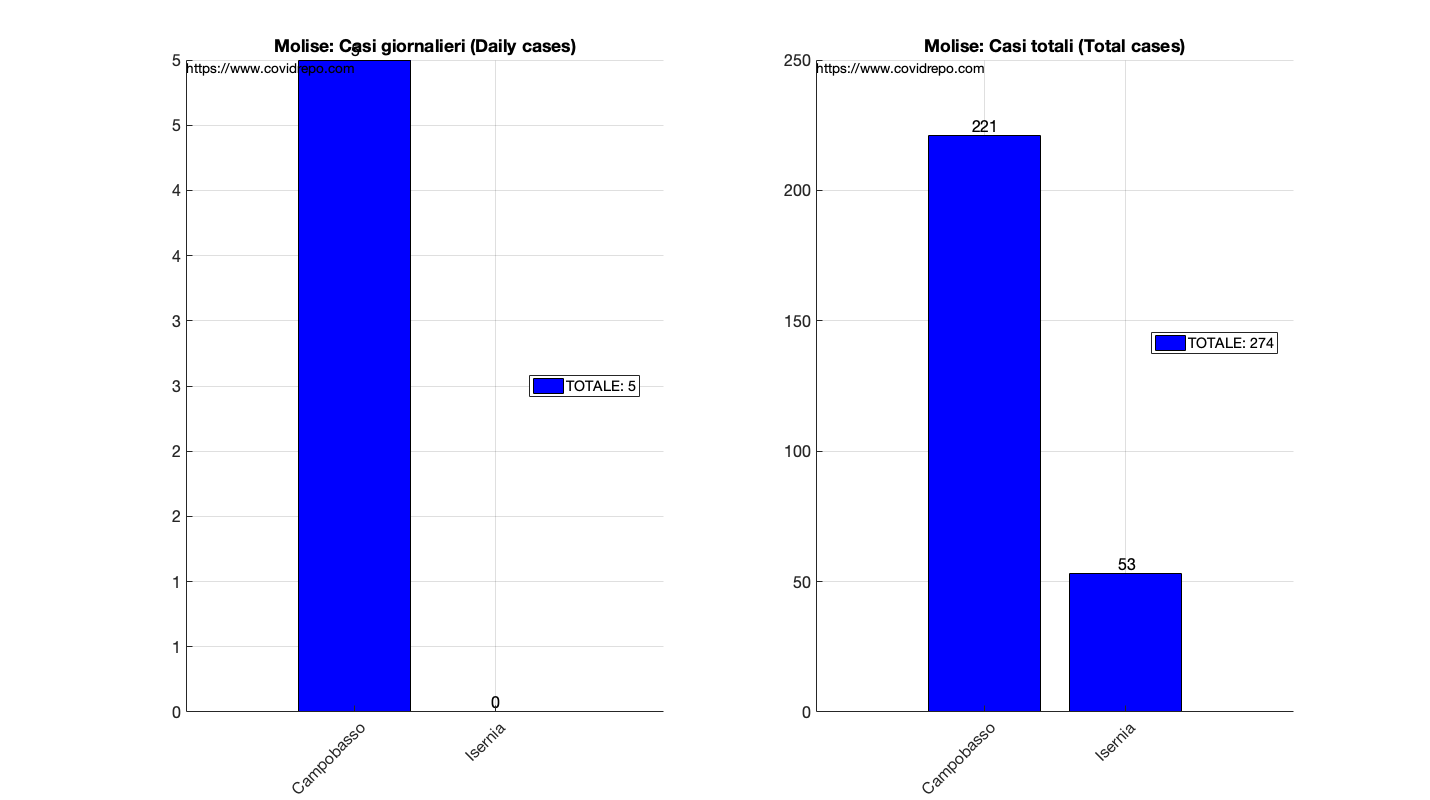 Molise: Casi giornalieri (Daily cases)
5
https://www.covidrepo.com
5
5
4
4
3
3
2
2
1
1
0
0
TOTALE: 5
Campobasso
Isernia
Molise: Casi totali (Total cases)
https://www.covidrepo.com
250
200
150
100
50
0
221
53
TOTALE: 274
Campobasso
Isernia